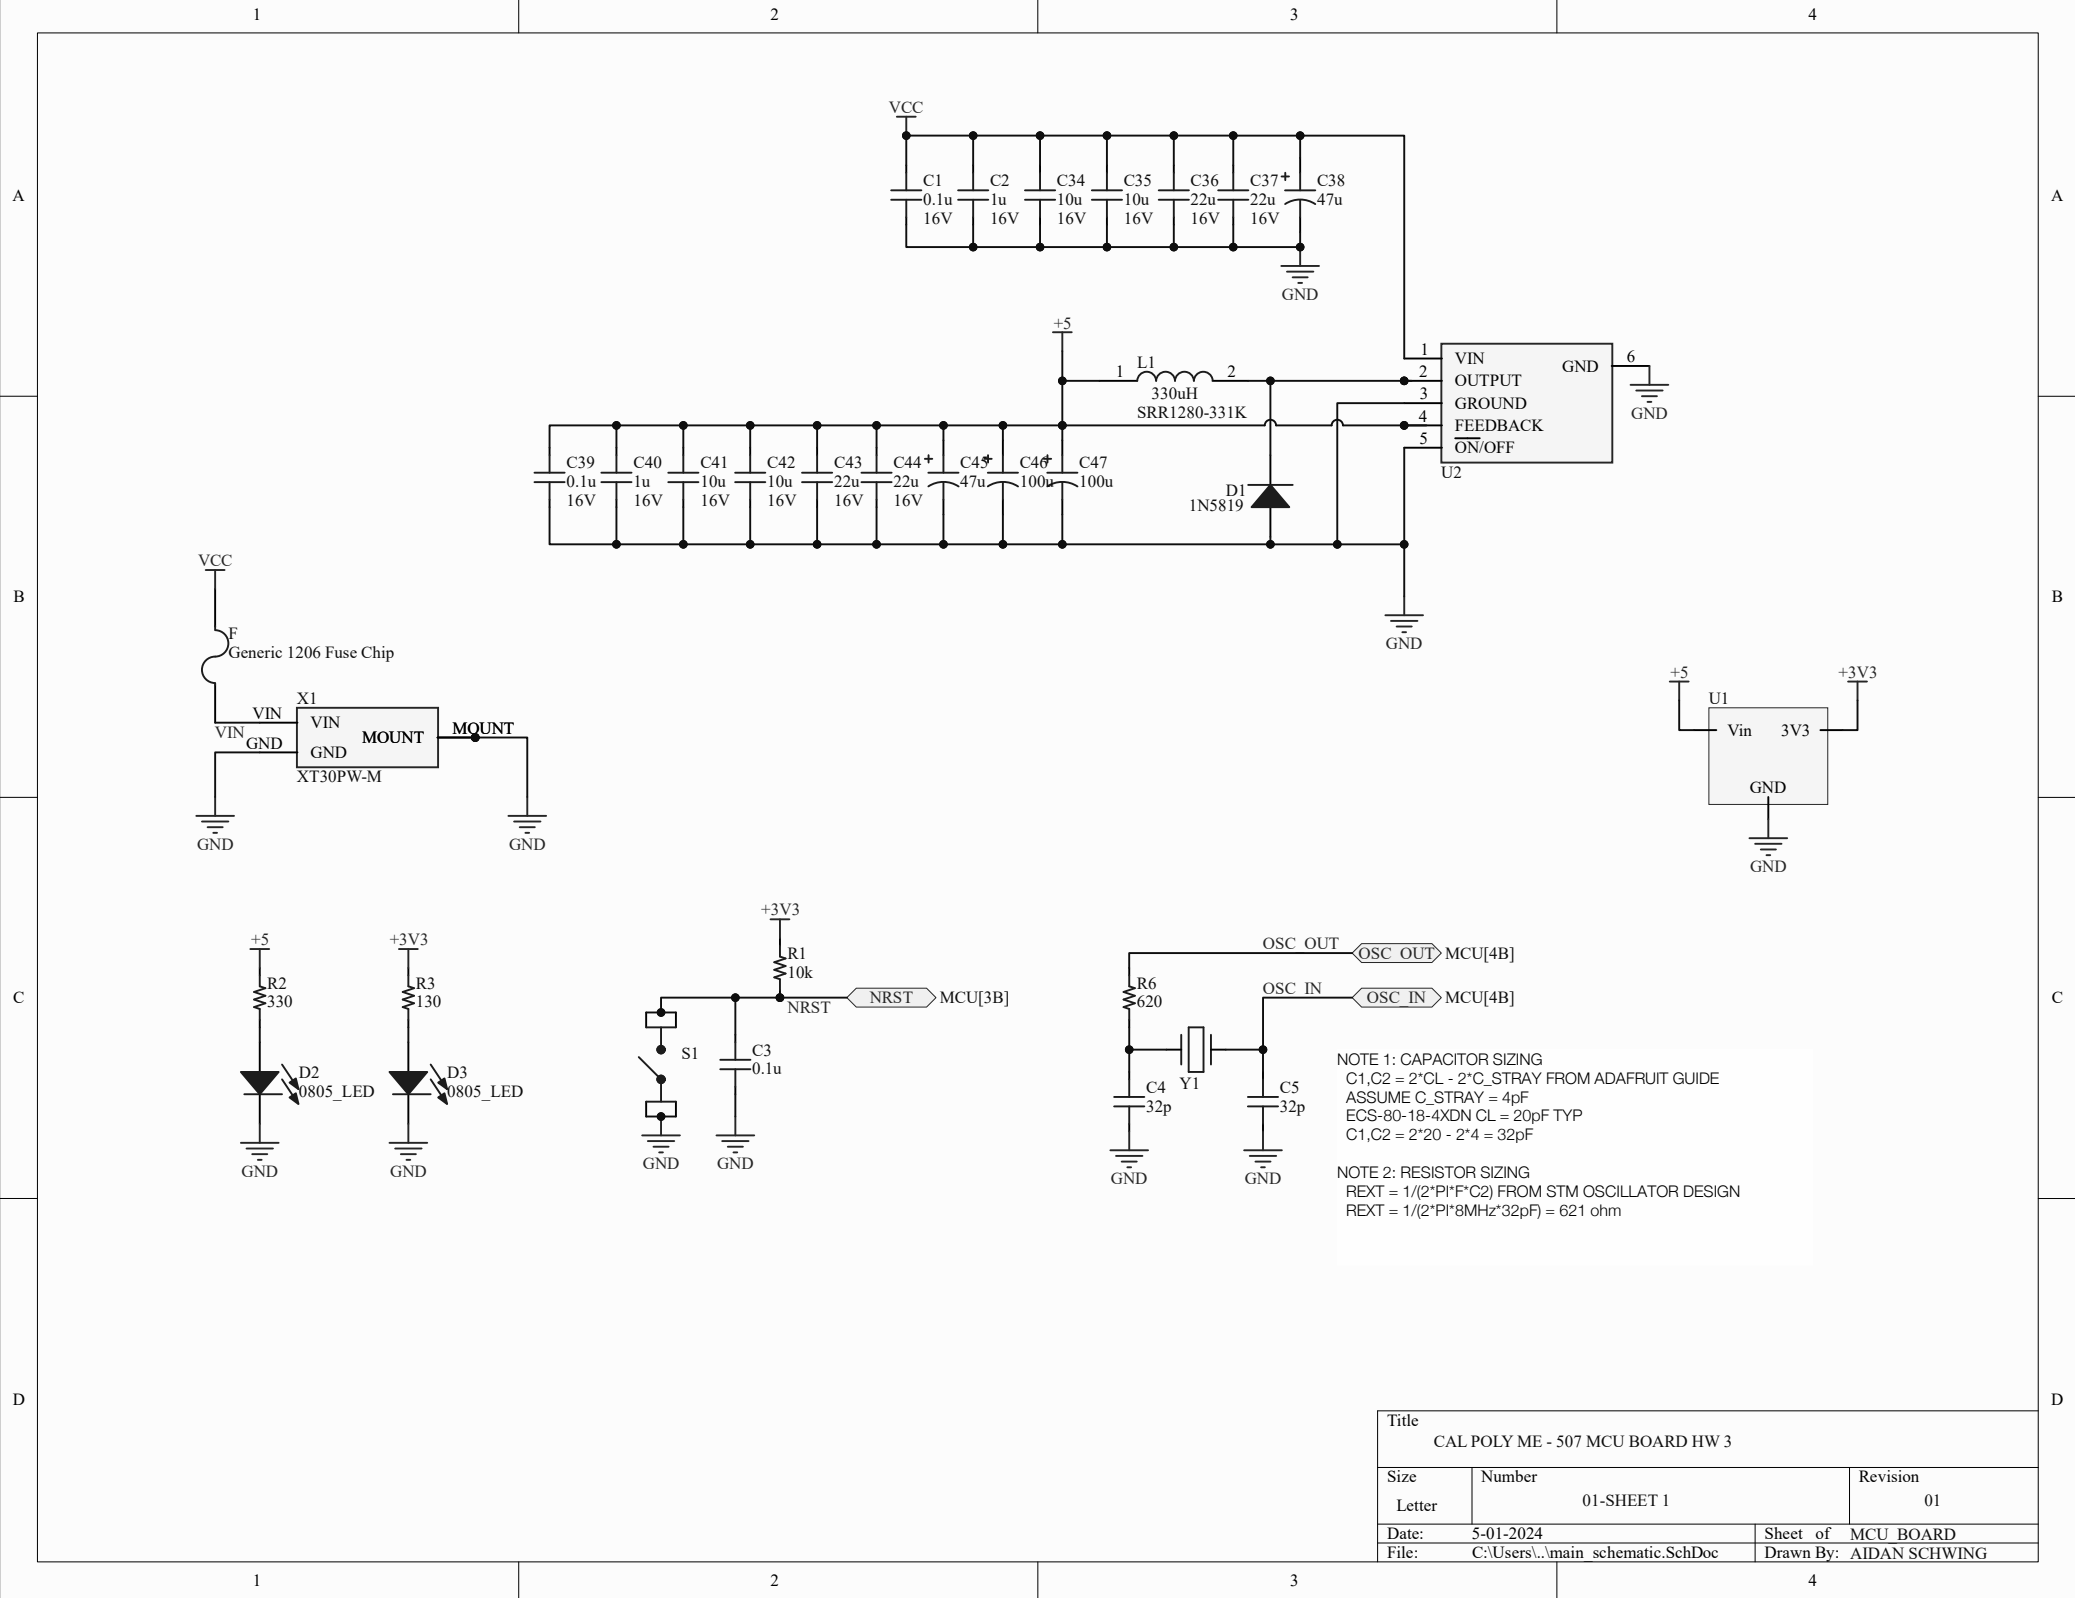 1 2 3 4
A A
B B
C C
D D
VCC
C1
0.1u
16V
C2
1u
16V
C34
10u
16V
C35
10u
16V
C36
22u
16V
C37
22u
16V
+
C38
47u
GND
+5
1 L1 2
330uH
SRR1280-331K
1 VIN
2 OUTPUT
3 GROUND
4 FEEDBACK
5 ON/OFF
GND 6
GND
U2
C39
0.1u
16V
C40
1u
16V
C41
10u
16V
C42
10u
16V
C43
22u
16V
C44
22u
16V
+
C45
47u
+
C46
100u
+
C47
100u
D1
1N5819
GND
VCC
F
Generic 1206 Fuse Chip
X1
VIN VIN
VIN
GND GND
MOUNT MOUNT
XT30PW-M
GND
GND
+5
+3V3
U1
Vin 3V3
GND
GND
+5
R2
330
D2
0805_LED
GND
+3V3
R3
130
D3
0805_LED
GND
+3V3
R1
10k
NRST NRST MCU[3B]
S1
C3
0.1u
GND
GND
OSC_OUT OSC_OUT MCU[4B]
R6
620
OSC_IN OSC_IN MCU[4B]
Y1
C4
32p
C5
32p
GND
GND
NOTE 1: CAPACITOR SIZING
C1,C2 = 2*CL - 2*C_STRAY FROM ADAFRUIT GUIDE
ASSUME C_STRAY = 4pF
ECS-80-18-4XDN CL = 20pF TYP
C1,C2 = 2*20 - 2*4 = 32pF
NOTE 2: RESISTOR SIZING
REXT = 1/(2*PI*F*C2) FROM STM OSCILLATOR DESIGN
REXT = 1/(2*PI*8MHz*32pF) = 621 ohm
Title
CAL POLY ME - 507 MCU BOARD HW 3
Size Number Revision
Letter 01-SHEET 1 01
Date: 5-01-2024 Sheet of MCU_BOARD
File: C:\Users\..\main_schematic.SchDoc Drawn By: AIDAN SCHWING
1 2 3 4